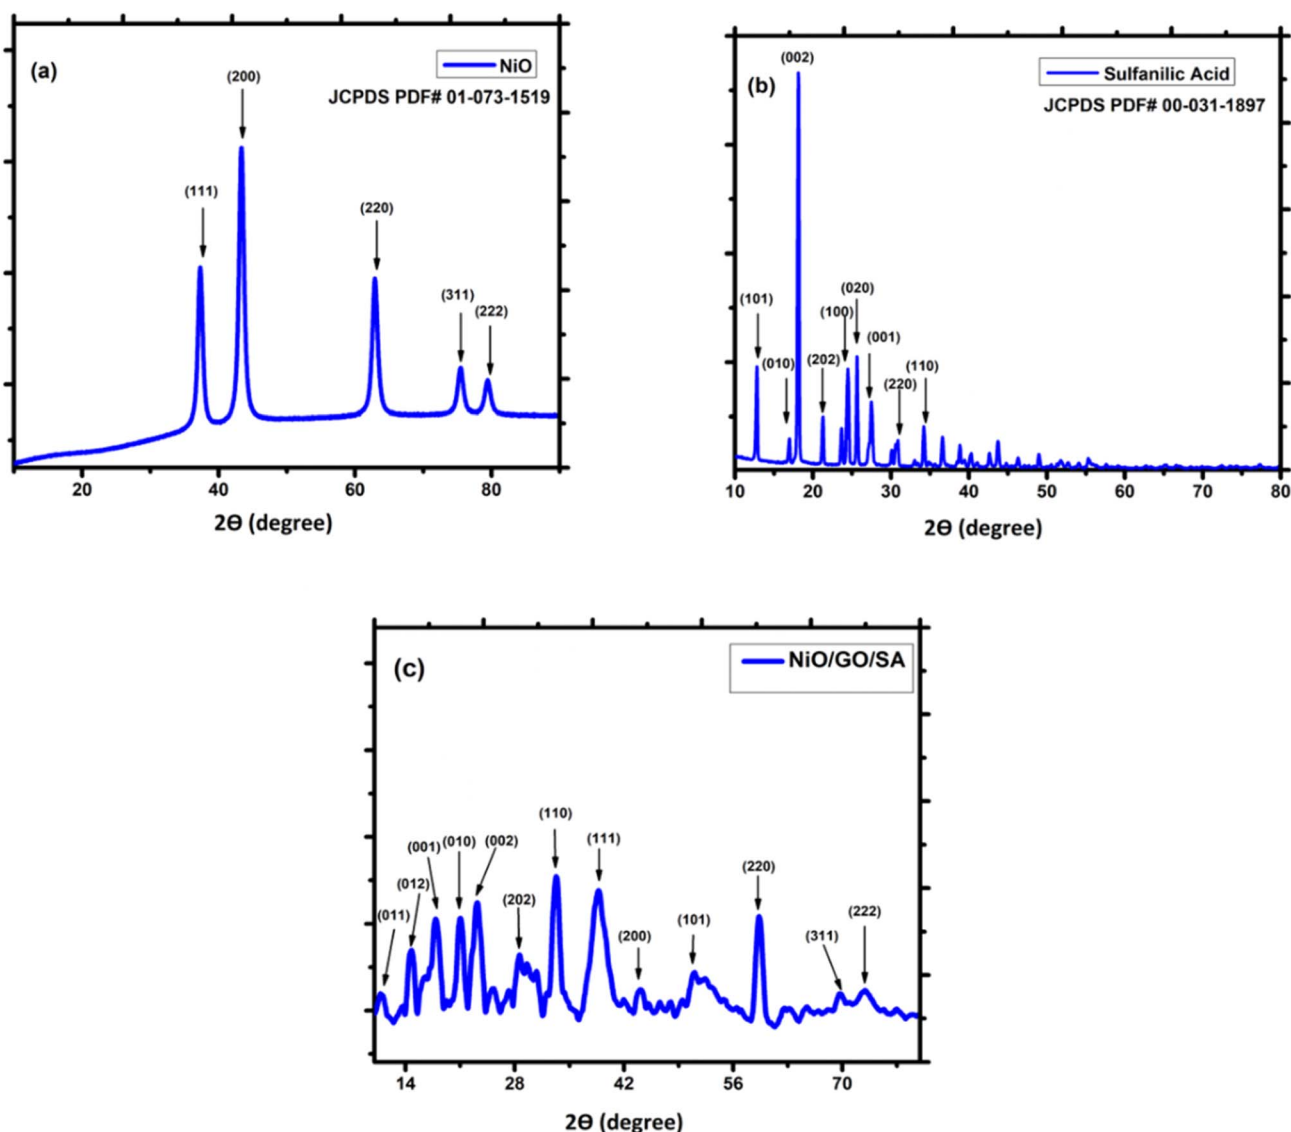 (a)
NiO
JCPDS PDF# 01-073-1519
(111)
(200)
(220)
(311)
(222)
20 40 60 80
2Ө (degree)
(b)
Sulfanilic Acid
JCPDS PDF# 00-031-1897
(101)
(010)
(002)
(202)
(100)
(020)
(001)
(220)
(110)
10 20 30 40 50 60 70 80
2Ө (degree)
(c)
NiO/GO/SA
(011)
(012)
(001)
(010)
(002)
(202)
(110)
(111)
(200)
(101)
(220)
(311)
(222)
14 28 42 56 70
2Ө (degree)